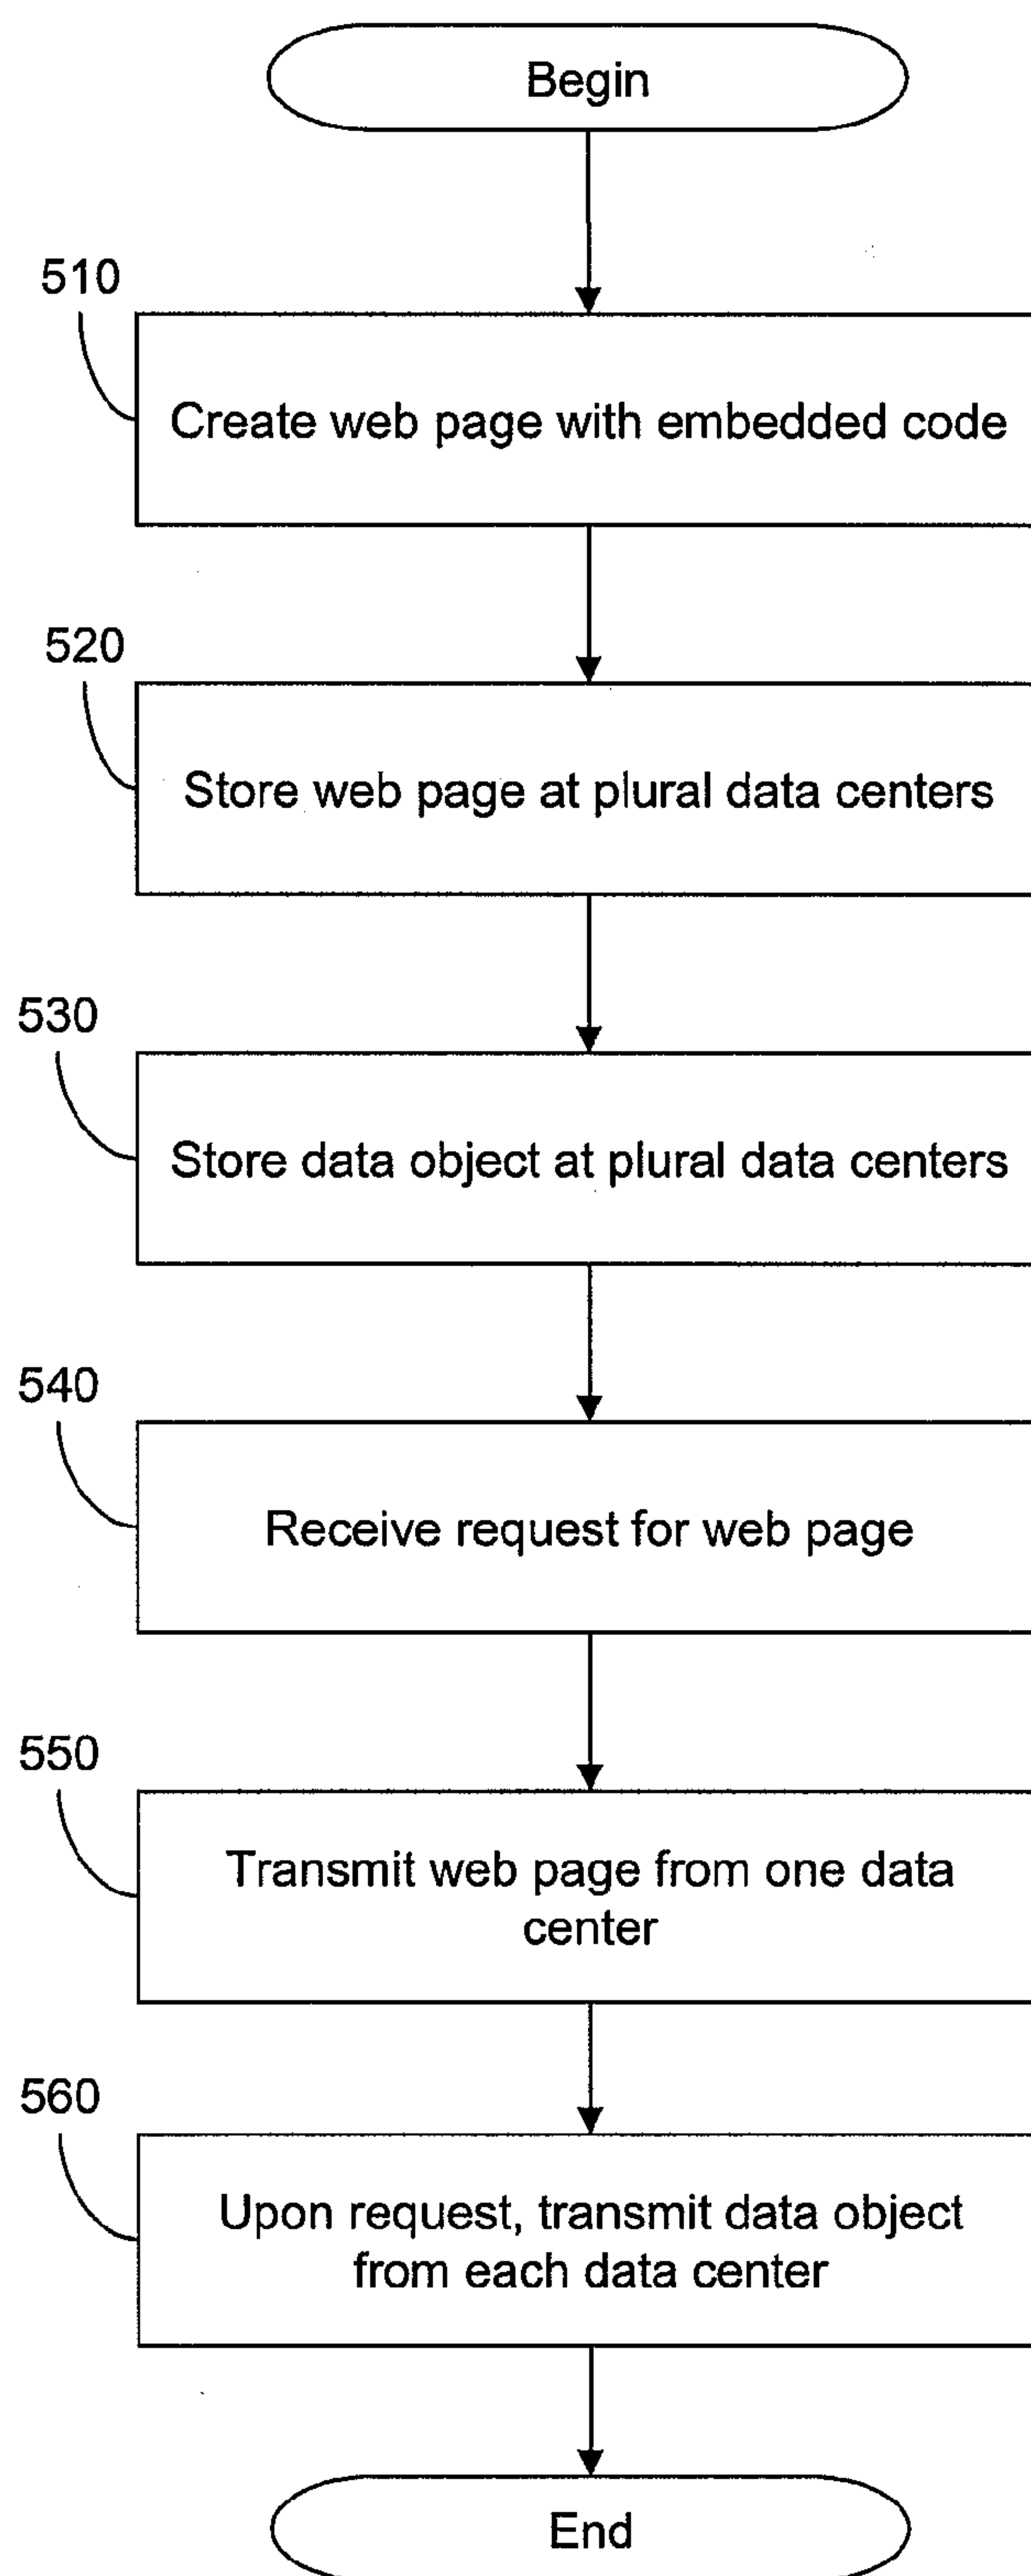 Begin
510
Create web page with embedded code
520
Store web page at plural data centers
530
Store data object at plural data centers
540
Receive request for web page
550
Transmit web page from one data
center
560
Upon request, transmit data object
from each data center
End